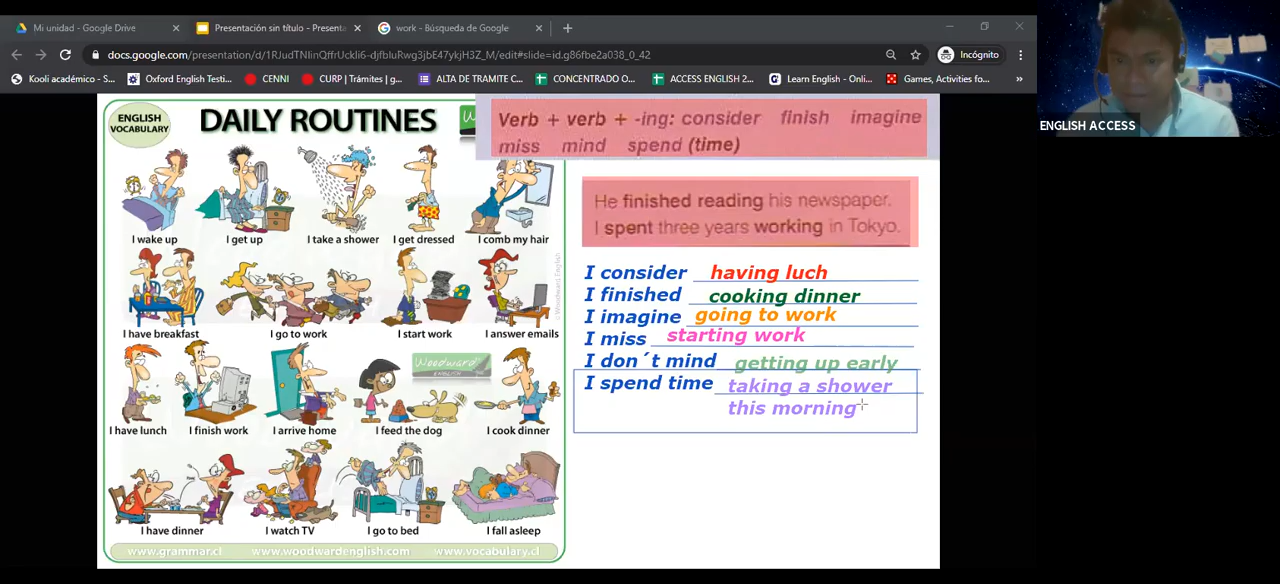 Mi unidad - Google Drive
Presentación sin título - Presenta
work - Búsqueda de Google
docs.google.com/presentation/d/
Incógnito
Kooli académico - S...
Oxford English Testi...
CENNI
CURP | Trámites | g...
ALTA DE TRAMITE C...
CONCENTRADO O...
ACCESS ENGLISH 2...
Learn English - Onli...
Games, Activities fo...
ENGLISH ACCESS
ENGLISH
VOCABULARY
DAILY ROUTINES
Verb + verb + -ing: consider finish imagine
miss mind spend (time)
He finished reading his newspaper.
I spent three years working in Tokyo.
I wake up
I get up
I take a shower
I get dressed
I comb my hair
I have breakfast
I go to work
I start work
I answer emails
Woodward
ENGLISH
I have lunch
I finish work
I arrive home
I feed the dog
I cook dinner
I have dinner
I watch TV
I go to bed
I fall asleep
www.grammar.cl www.woodwardenglish.com www.vocabulary.cl
© Woodward English
I consider having luch
I finished cooking dinner
I imagine going to work
I miss starting work
I don´t mind getting up early
I spend time taking a shower
this morning